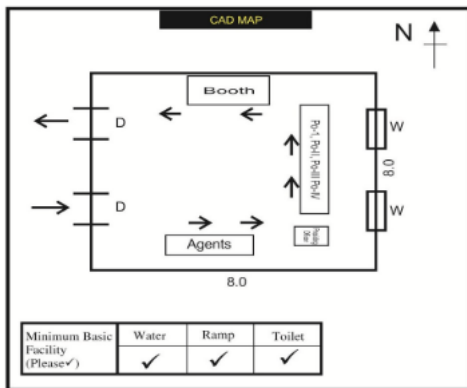 CAD MAP
N
Booth
D
Po-1, Po-II, Po-III Po-IV
W
8.0
D
W
Agents
8.0
Minimum Basic Facility (Please✓)
Water
Ramp
Toilet
✓
✓
✓